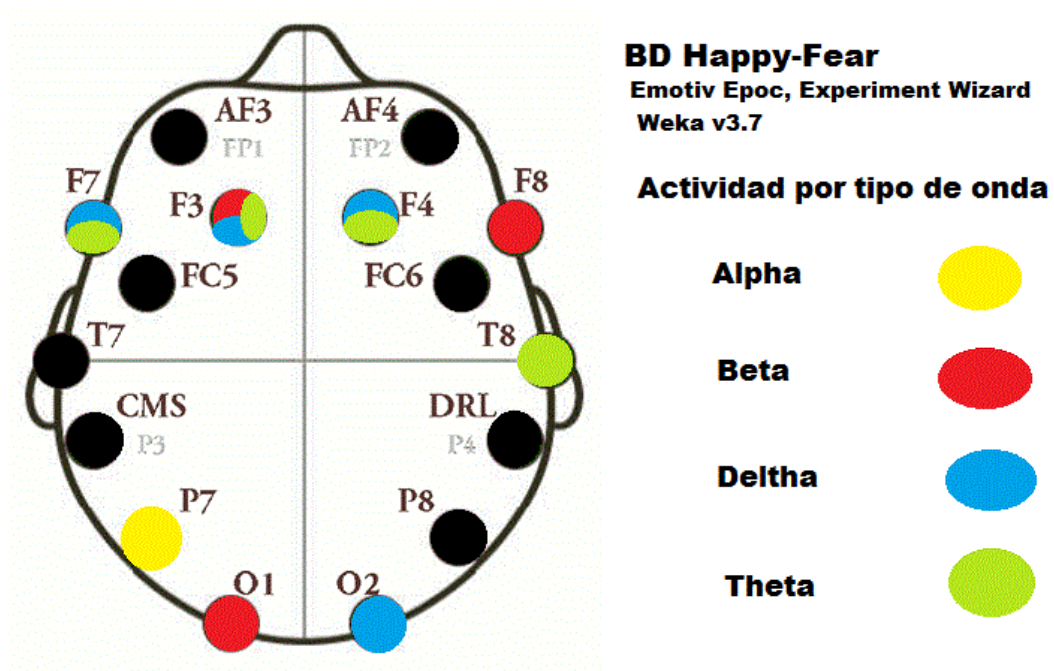 BD Happy-Fear
Emotiv Epoc, Experiment Wizard
Weka v3.7
Actividad por tipo de onda
Alpha
Beta
Deltha
Theta
AF3 AF4
FP1 FP2
F7 F8
F3 F4
FC5 FC6
T7 T8
CMS DRL
P3 P4
P7 P8
O1 O2